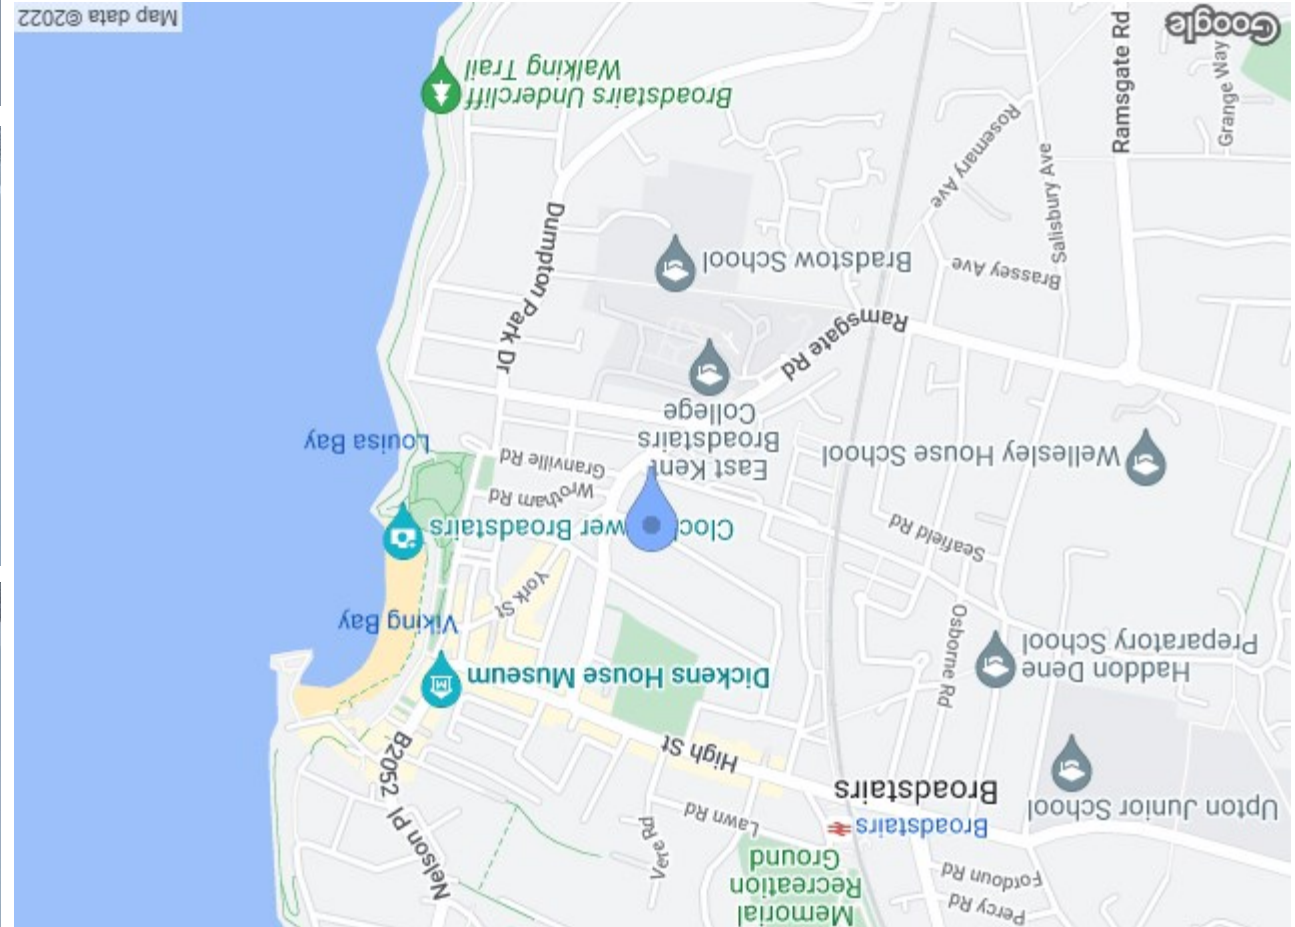 Memorial
Recreation
Ground
Percy Rd
Fordoun Rd
Nelson Pl
Vere Rd
Lawn Rd
Broadstairs
Broadstairs
Upton Junior School
B2052
High St
Dickens House Museum
Osborne Rd
Haddon Dene
Preparatory School
Viking Bay
York St
Seafield Rd
Wrotham Rd
Granville Rd
East Kent
Broadstairs
College
Wellesley House School
Louisa Bay
Dumpton Park Dr
Ramsgate Rd
Bradstow School
Brassey Ave
Salisbury Ave
Rosemary Ave
Ramsgate Rd
Grange Way
Broadstairs Undercliff
Walking Trail
Google
Map data ©2022